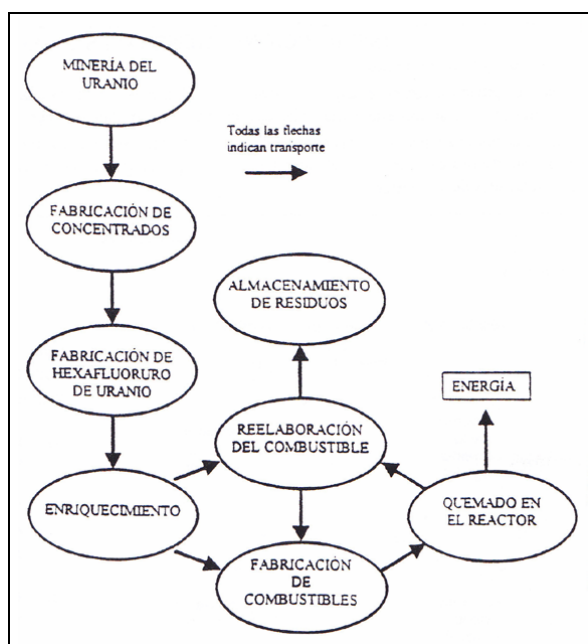 MINERÍA DEL
URANIO
Todas las flechas
indican transporte
FABRICACIÓN DE
CONCENTRADOS
ALMACENAMIENTO
DE RESIDUOS
FABRICACIÓN DE
HEXAFLUORURO
DE URANIO
ENERGÍA
REELABORACIÓN
DEL COMBUSTIBLE
ENRIQUECIMIENTO
QUEMADO EN
EL REACTOR
FABRICACIÓN
DE
COMBUSTIBLES